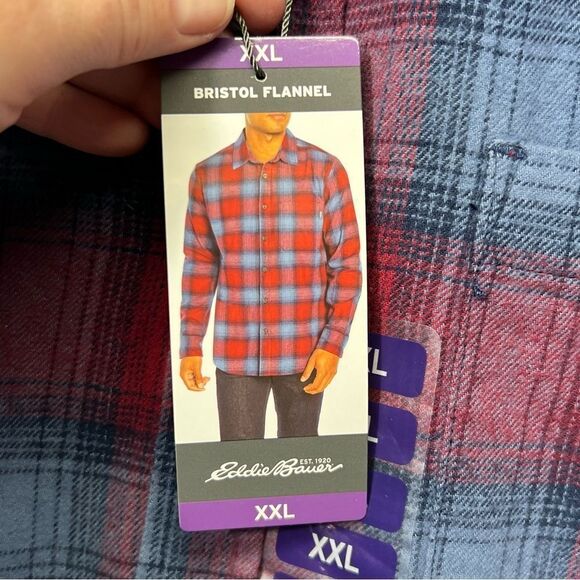 XXL
BRISTOL FLANNEL
XL
L
EST. 1920
Eddie Bauer
XXL
XXL